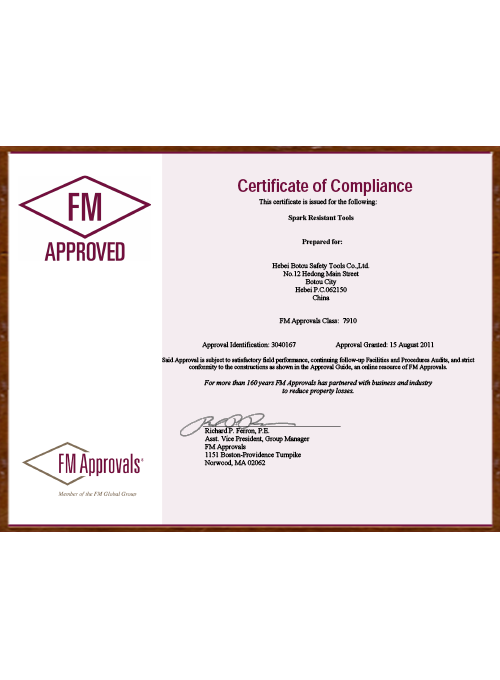 FM
APPROVED
Certificate of Compliance
This certificate is issued for the following:
Spark Resistant Tools
Prepared for:
Hebei Botou Safety Tools Co.,Ltd.
No.12 Hedong Main Street
Botou City
Hebei P.C.062150
China
FM Approvals Class: 7910
Approval Identification: 3040167 Approval Granted: 15 August 2011
Said Approval is subject to satisfactory field performance, continuing follow-up Facilities and Procedures Audits, and strict
conformity to the constructions as shown in the Approval Guide, an online resource of FM Approvals.
For more than 160 years FM Approvals has partnered with business and industry
to reduce property losses.
Richard P. Ferron, P.E.
Asst. Vice President, Group Manager
FM Approvals
1151 Boston-Providence Turnpike
Norwood, MA 02062
FM Approvals®
Member of the FM Global Group